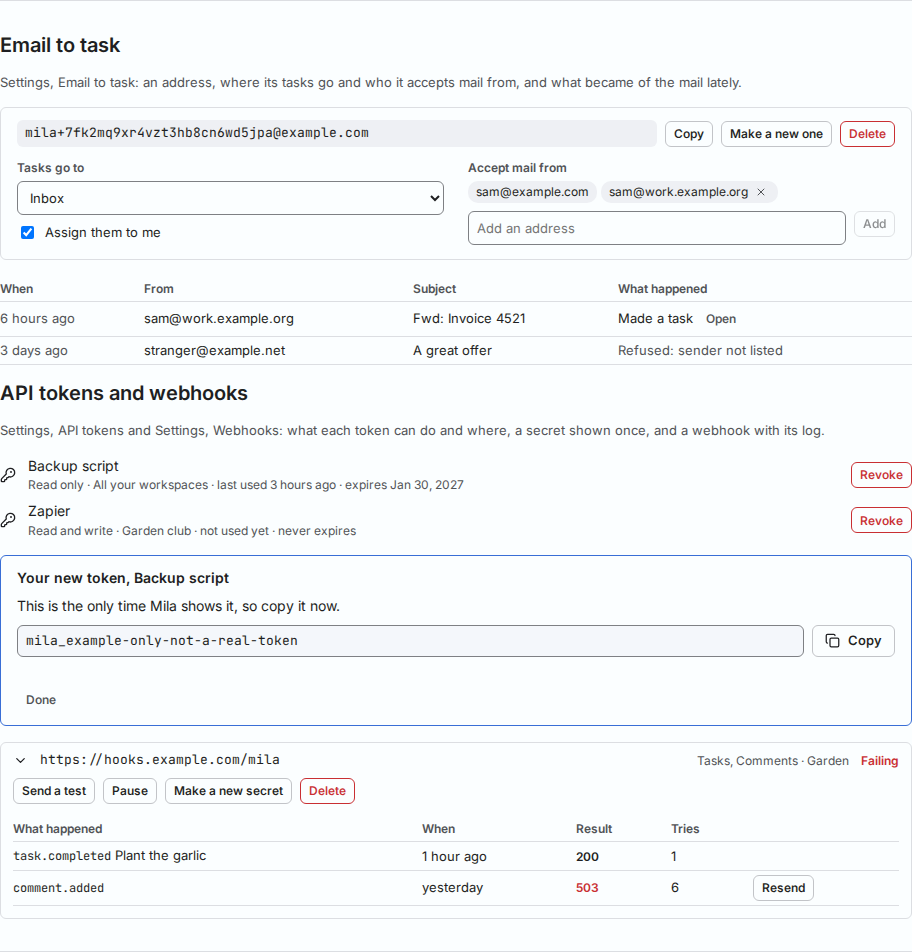 Email to task
Settings, Email to task: an address, where its tasks go and who it accepts mail from, and what became of the mail lately.
mila+7fk2mq9xr4vzt3hb8cn6wd5jpa@example.com
Copy
Make a new one
Delete
Tasks go to
Inbox
Assign them to me
Accept mail from
sam@example.com
sam@work.example.org
Add an address
Add
When From Subject What happened
6 hours ago sam@work.example.org Fwd: Invoice 4521 Made a task Open
3 days ago stranger@example.net A great offer Refused: sender not listed
API tokens and webhooks
Settings, API tokens and Settings, Webhooks: what each token can do and where, a secret shown once, and a webhook with its log.
Backup script
Read only · All your workspaces · last used 3 hours ago · expires Jan 30, 2027
Revoke
Zapier
Read and write · Garden club · not used yet · never expires
Revoke
Your new token, Backup script
This is the only time Mila shows it, so copy it now.
mila_example-only-not-a-real-token
Copy
Done
https://hooks.example.com/mila
Tasks, Comments · Garden Failing
Send a test
Pause
Make a new secret
Delete
What happened When Result Tries
task.completed Plant the garlic 1 hour ago 200 1
comment.added yesterday 503 6 Resend